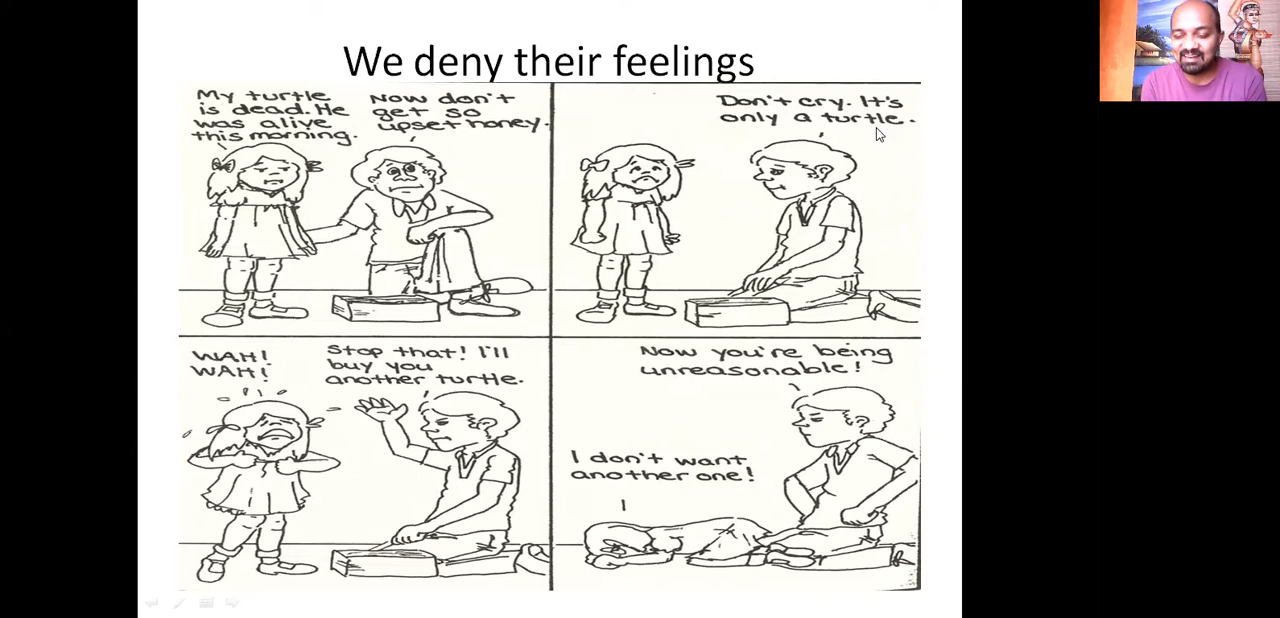 We deny their feelings
My turtle
is dead. He
was alive
this morning.
Now don't
get so
upset honey.
Don't cry. It's
only a turtle.
WAH!
WAH!
Stop that! I'll
buy you
another turtle.
I don't want
another one!
Now you're being
unreasonable!